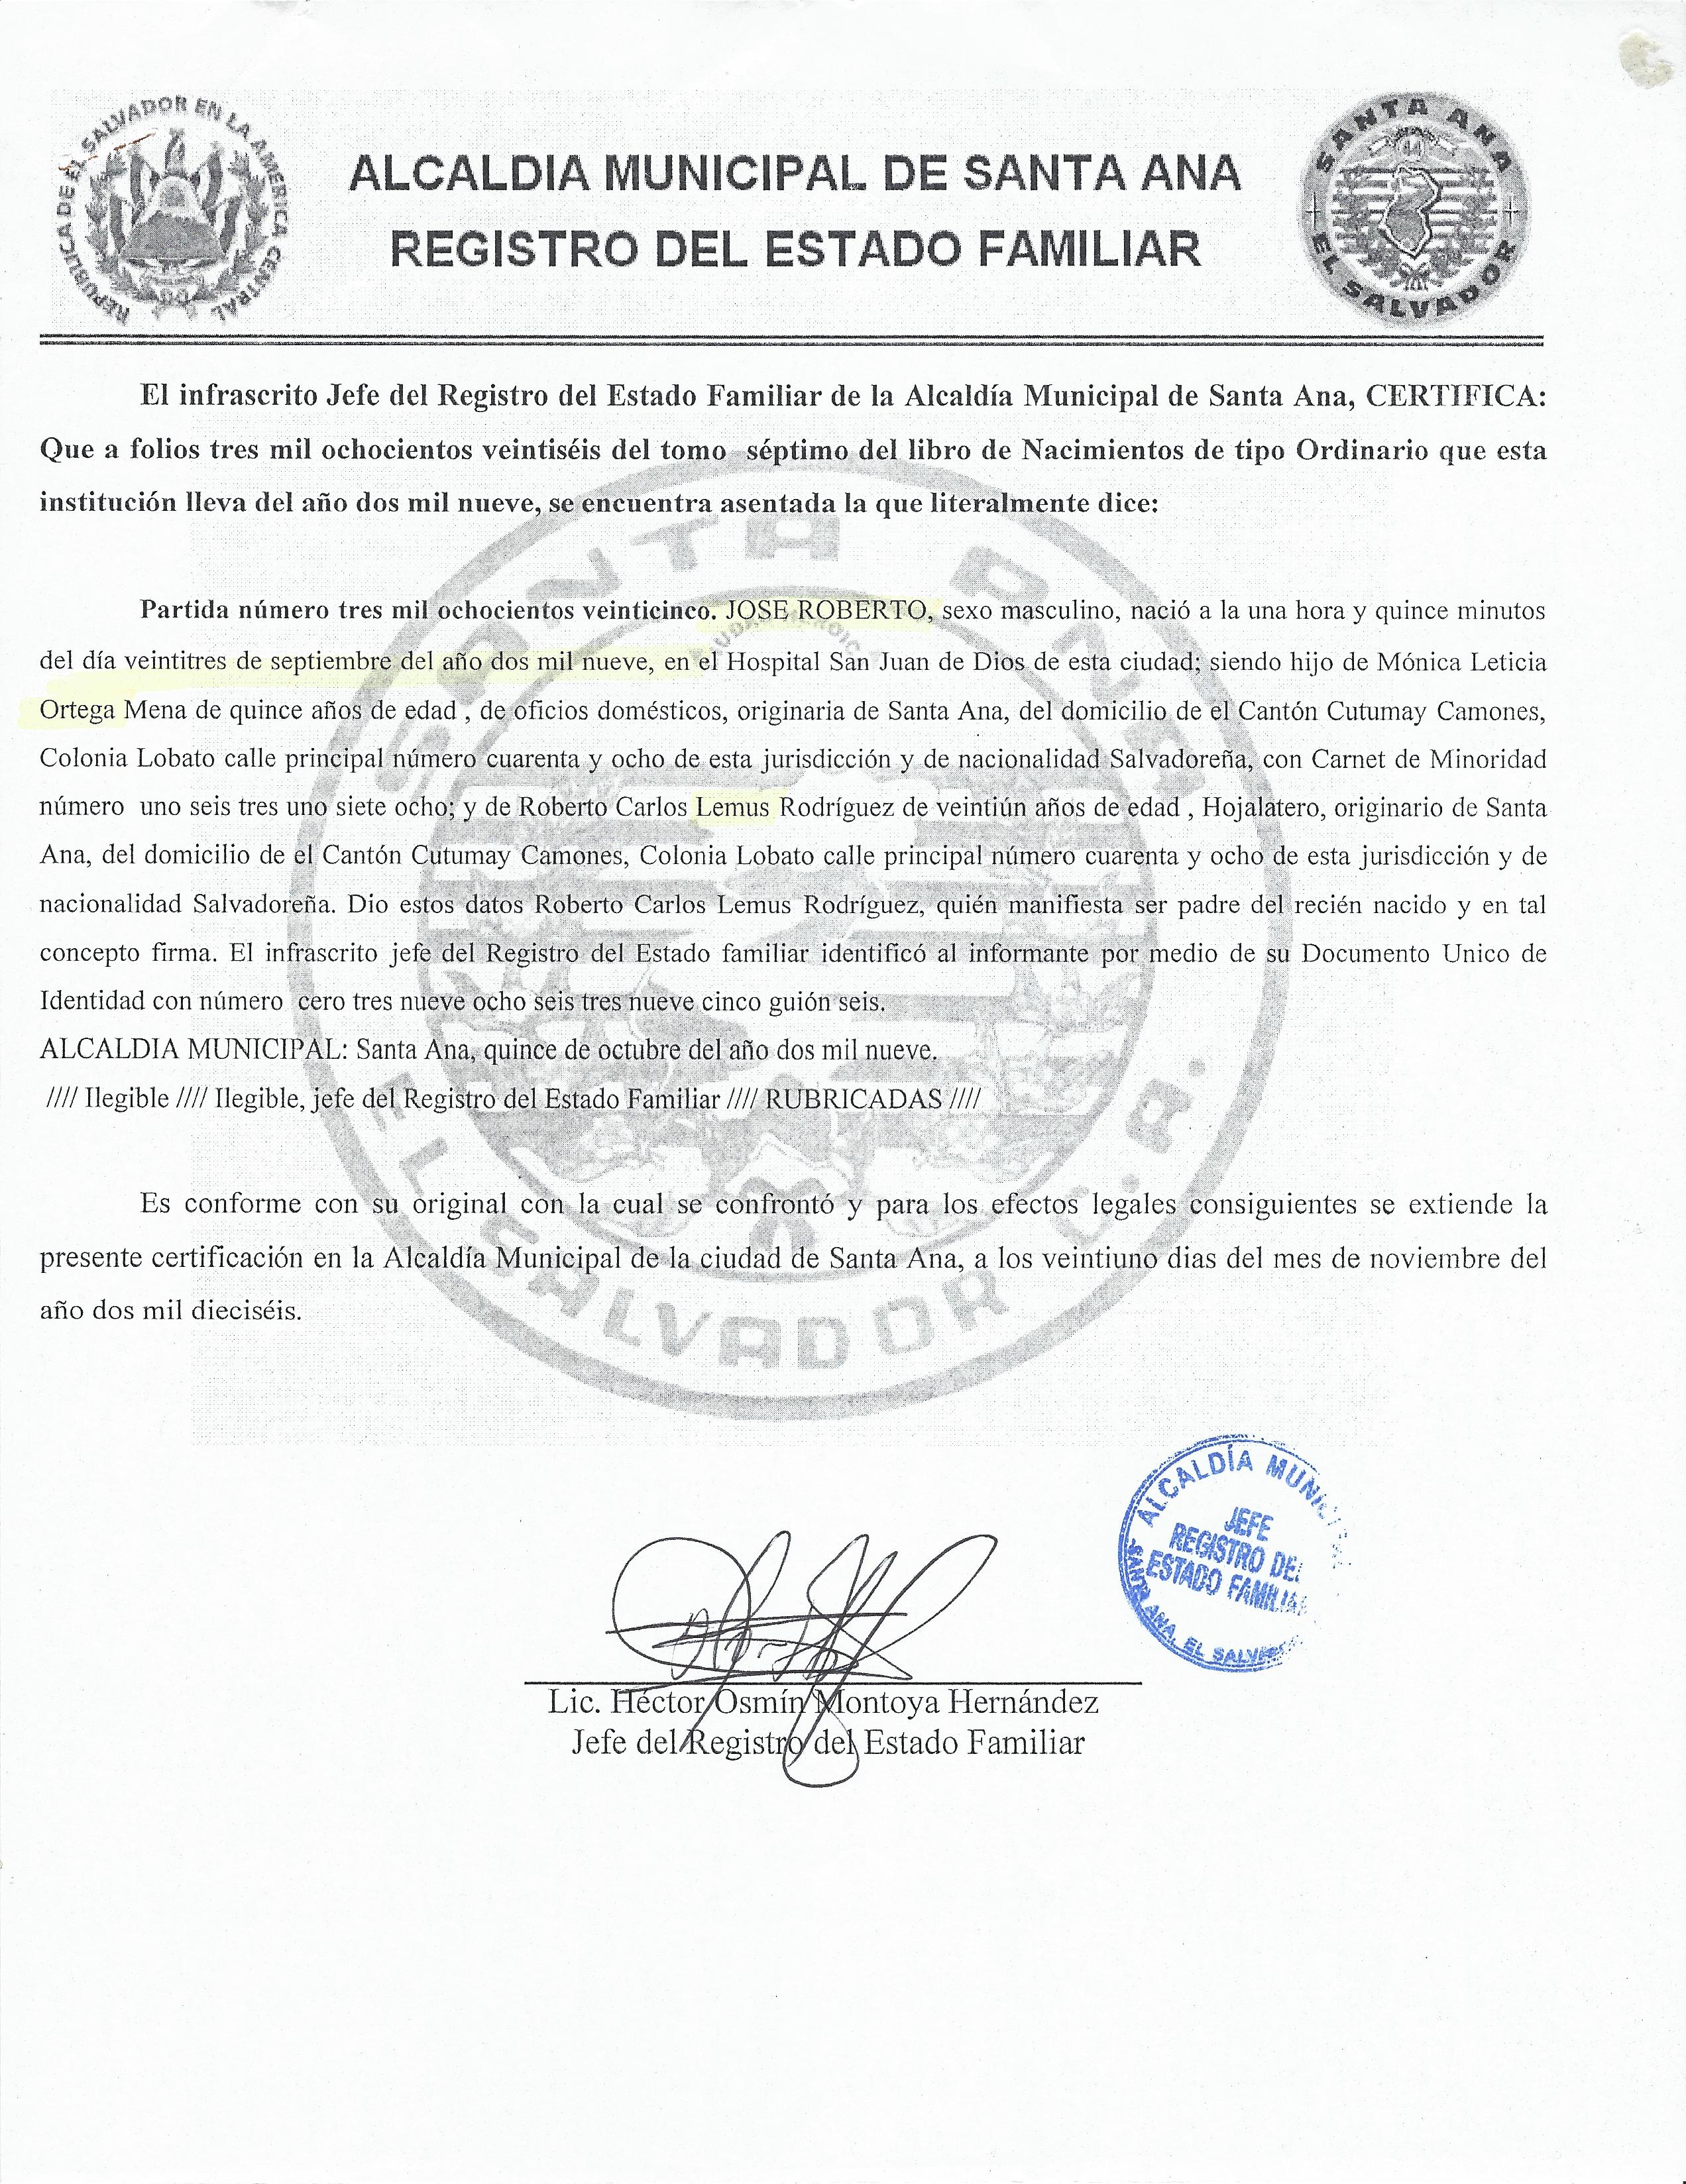 REPUBLICA DE EL SALVADOR EN LA AMERICA CENTRAL
SANTA ANA
EL SALVADOR
ALCALDIA MUNICIPAL DE SANTA ANA
REGISTRO DEL ESTADO FAMILIAR
El infrascrito Jefe del Registro del Estado Familiar de la Alcaldía Municipal de Santa Ana, CERTIFICA:
Que a folios tres mil ochocientos veintiséis del tomo séptimo del libro de Nacimientos de tipo Ordinario que esta
institución lleva del año dos mil nueve, se encuentra asentada la que literalmente dice:
Partida número tres mil ochocientos veinticinco. JOSE ROBERTO, sexo masculino, nació a la una hora y quince minutos
del día veintitres de septiembre del año dos mil nueve, en el Hospital San Juan de Dios de esta ciudad; siendo hijo de Mónica Leticia
Ortega Mena de quince años de edad , de oficios domésticos, originaria de Santa Ana, del domicilio de el Cantón Cutumay Camones,
Colonia Lobato calle principal número cuarenta y ocho de esta jurisdicción y de nacionalidad Salvadoreña, con Carnet de Minoridad
número uno seis tres uno siete ocho; y de Roberto Carlos Lemus Rodríguez de veintiún años de edad , Hojalatero, originario de Santa
Ana, del domicilio de el Cantón Cutumay Camones, Colonia Lobato calle principal número cuarenta y ocho de esta jurisdicción y de
nacionalidad Salvadoreña. Dio estos datos Roberto Carlos Lemus Rodríguez, quién manifiesta ser padre del recién nacido y en tal
concepto firma. El infrascrito jefe del Registro del Estado familiar identificó al informante por medio de su Documento Unico de
Identidad con número cero tres nueve ocho seis tres nueve cinco guión seis.
ALCALDIA MUNICIPAL: Santa Ana, quince de octubre del año dos mil nueve.
//// Ilegible //// Ilegible, jefe del Registro del Estado Familiar //// RUBRICADAS ////
Es conforme con su original con la cual se confrontó y para los efectos legales consiguientes se extiende la
presente certificación en la Alcaldía Municipal de la ciudad de Santa Ana, a los veintiuno dias del mes de noviembre del
año dos mil dieciséis.
SANTA ANA
EL SALVADOR C.A.
ALCALDÍA
JEFE
REGISTRO DEL
ESTADO FAMILIAR
SANTA ANA, EL
Lic. Héctor Osmín Montoya Hernández
Jefe del Registro del Estado Familiar